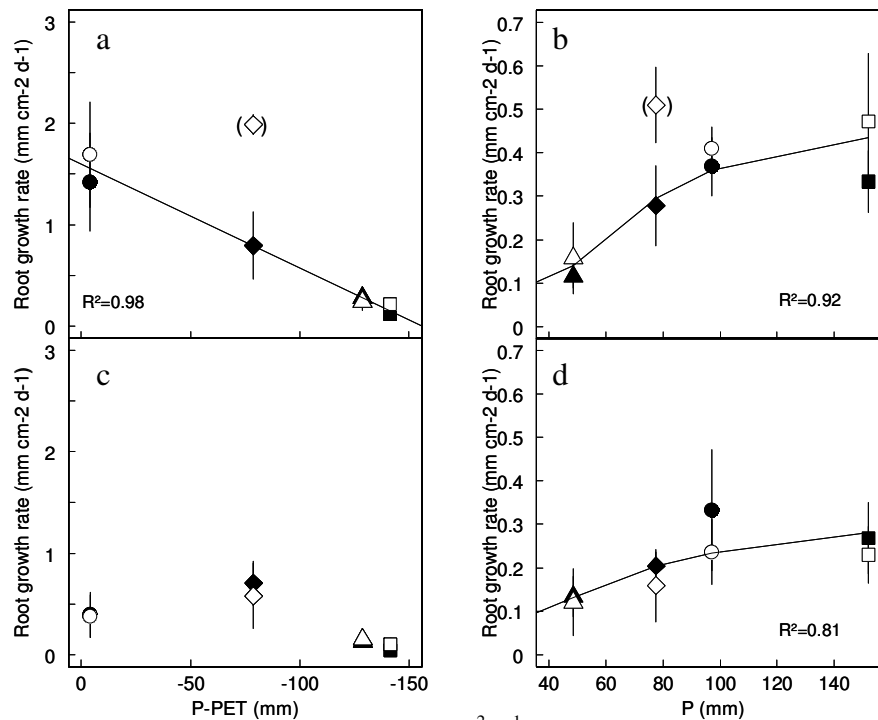 a
Root growth rate (mm cm-2 d-1)
3
2
1
0
R²=0.98
b
Root growth rate (mm cm-2 d-1)
0.7
0.6
0.5
0.4
0.3
0.2
0.1
0
( )
( )
R²=0.92
c
Root growth rate (mm cm-2 d-1)
3
2
1
0
0 -50 -100 -150
P-PET (mm)
d
Root growth rate (mm cm-2 d-1)
0.7
0.6
0.5
0.4
0.3
0.2
0.1
0
R²=0.81
40 60 80 100 120 140
P (mm)